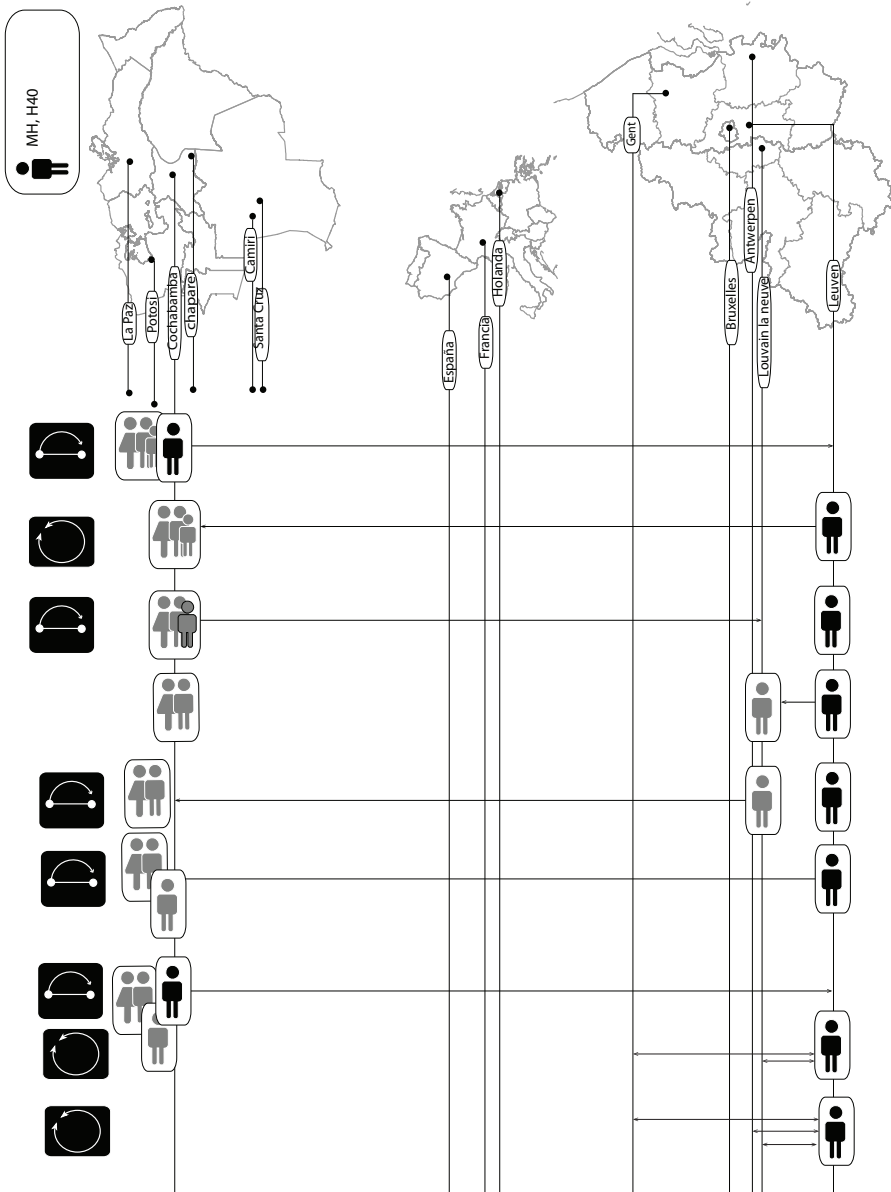 MH, H40
La Paz
Potosi
Cochabamba
chaparel
Camiri
Santa Cruz
España
Francia
Holanda
Gent
Bruxelles
Antwerpen
Louvain la neuve
Leuven